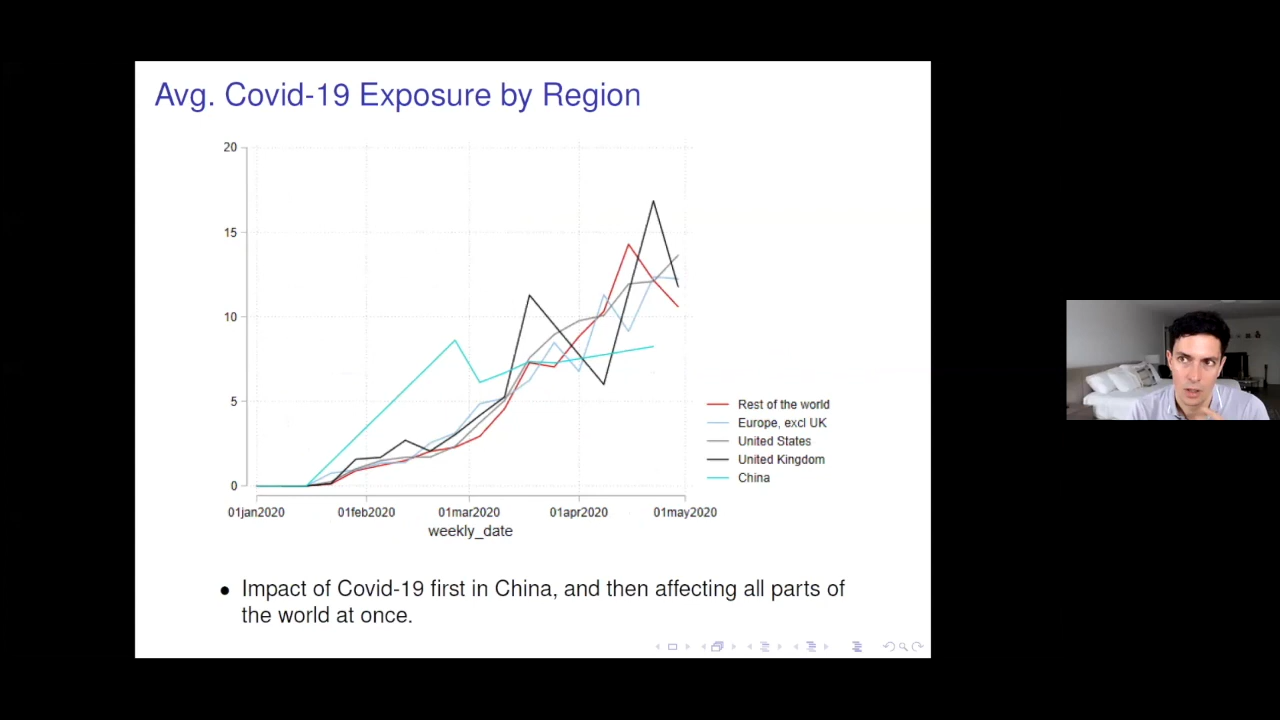 Avg. Covid-19 Exposure by Region
20
15
10
5
0
01jan2020 01feb2020 01mar2020 01apr2020 01may2020
weekly_date
Rest of the world
Europe, excl UK
United States
United Kingdom
China
• Impact of Covid-19 first in China, and then affecting all parts of
the world at once.